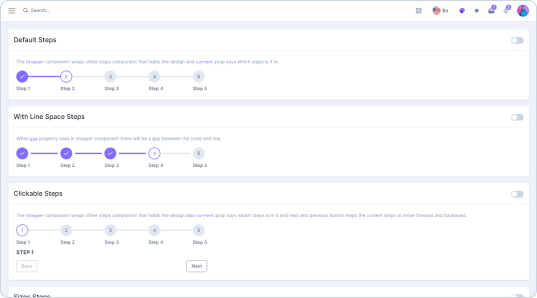 Search...
En
Default Steps
The Stepper component wraps other steps component that holds the design and current prop says which steps is it in.
2 3 4 5
Step 1 Step 2 Step 3 Step 4 Step 5
With Line Space Steps
When gap property uses in stepper component there will be a gap between the node and line.
4 5
Step 1 Step 2 Step 3 Step 4 Step 5
Clickable Steps
The Stepper component wraps other steps component that holds the design also current prop says which steps is at it and next and previous button helps the current steps to move forward and backward.
1 2 3 4 5
Step 1 Step 2 Step 3 Step 4 Step 5
STEP 1
Back Next
Sizes Steps